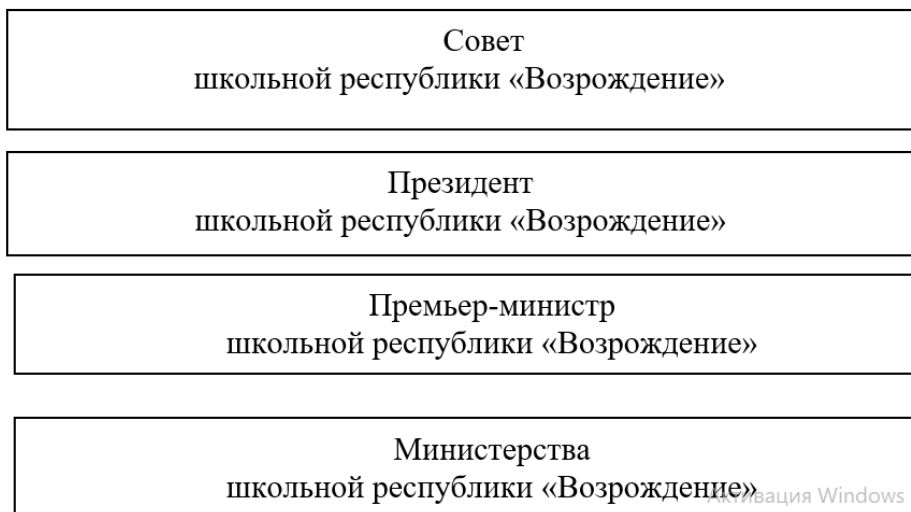 Совет
школьной республики «Возрождение»
Президент
школьной республики «Возрождение»
Премьер-министр
школьной республики «Возрождение»
Министерства
школьной республики «Возрождение»
Активация Windows